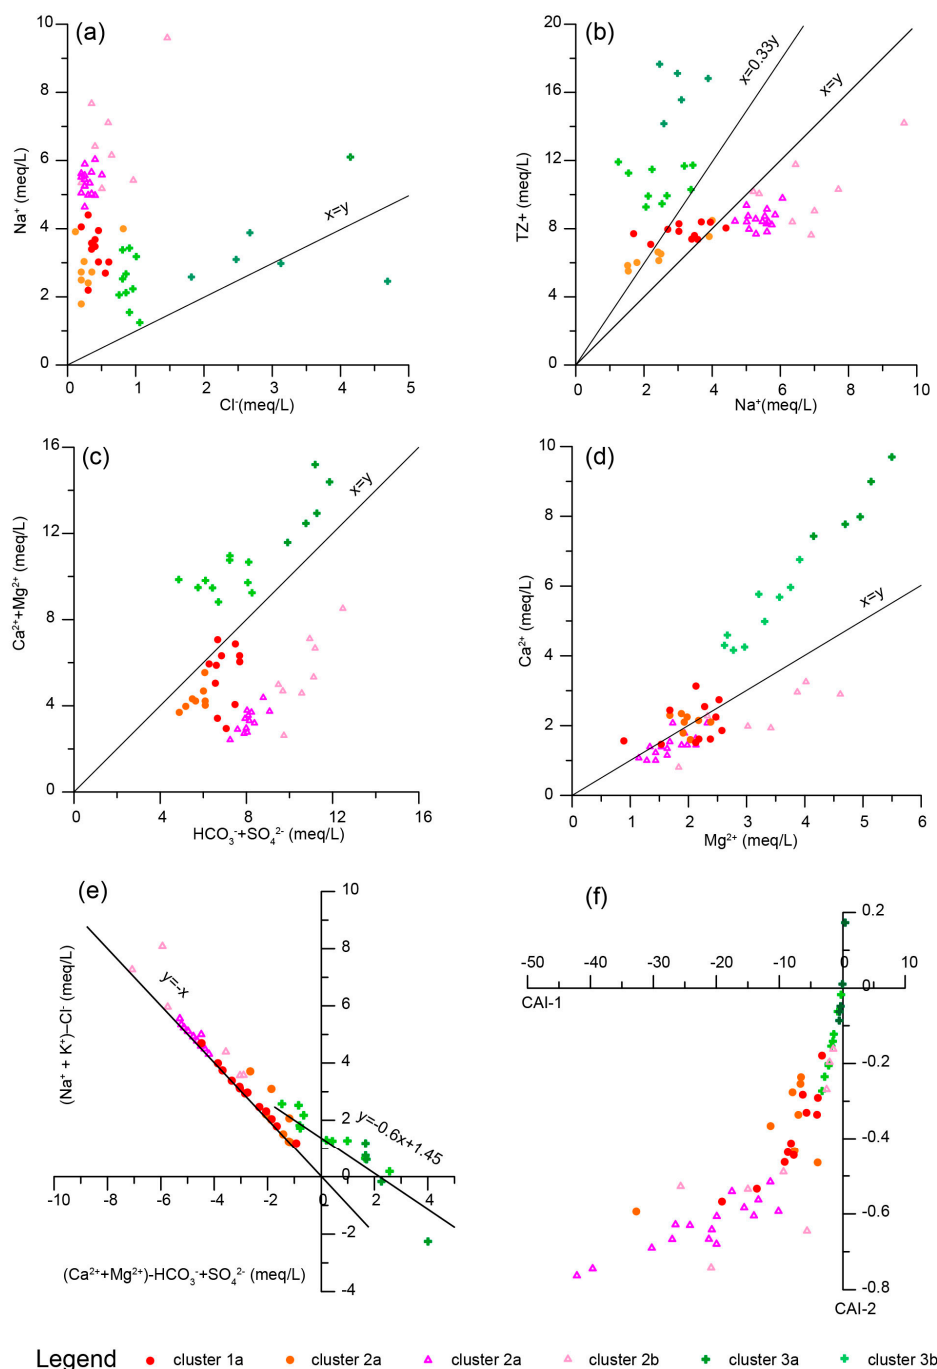 (a)
10
8
6
4
2
0
Na⁺ (meq/L)
x=y
0 1 2 3 4 5
Cl⁻(meq/L)
(b)
20
16
12
8
4
0
TZ+ (meq/L)
x=0.33y
x=y
0 2 4 6 8 10
Na⁺(meq/L)
(c)
16
12
8
4
0
Ca²⁺+Mg²⁺ (meq/L)
x=y
0 4 8 12 16
HCO₃⁻+SO₄²⁻ (meq/L)
(d)
10
8
6
4
2
0
Ca²⁺ (meq/L)
x=y
0 1 2 3 4 5 6
Mg²⁺ (meq/L)
(e)
10
8
6
4
2
0
-2
-4
(Na⁺ + K⁺)–Cl⁻ (meq/L)
y=-x
y=-0.6x+1.45
-10 -8 -6 -4 -2 0 2 4
(Ca²⁺+Mg²⁺)-HCO₃⁻+SO₄²⁻ (meq/L)
(f)
0.2
-50 -40 -30 -20 -10 0 10
CAI-1
-0.2
-0.4
-0.6
-0.8
CAI-2
Legend cluster 1a cluster 2a cluster 2a cluster 2b cluster 3a cluster 3b